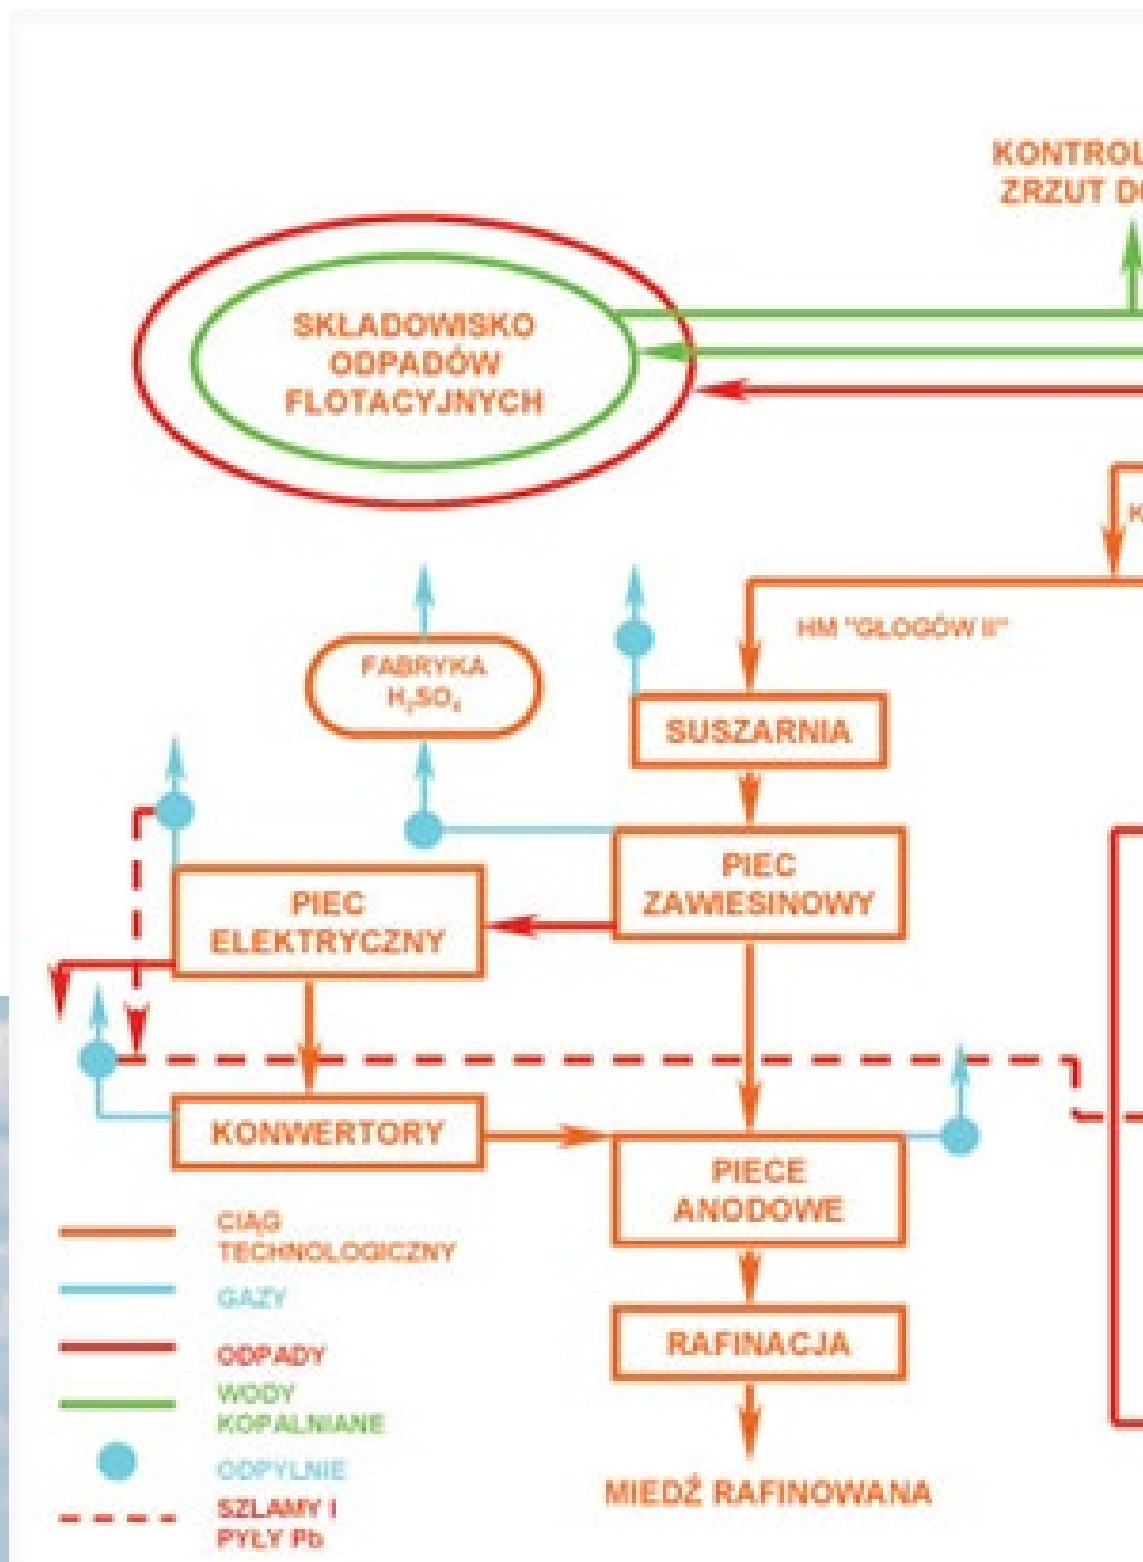 KONTROL
ZRZUT DO
SKŁADOWISKO
ODPADÓW
FLOTACYJNYCH
K
HM "GŁOGÓW II"
FABRYKA
H₂SO₄
SUSZARNIA
PIEC
ZAWIESINOWY
PIEC
ELEKTRYCZNY
KONWERTORY
PIECE
ANODOWE
CIĄG
TECHNOLOGICZNY
GAZY
RAFINACJA
ODPADY
WODY
KOPALNIANE
ODPYLNIE
MIEDŹ RAFINOWANA
SZLAMY I
PYŁY Pb